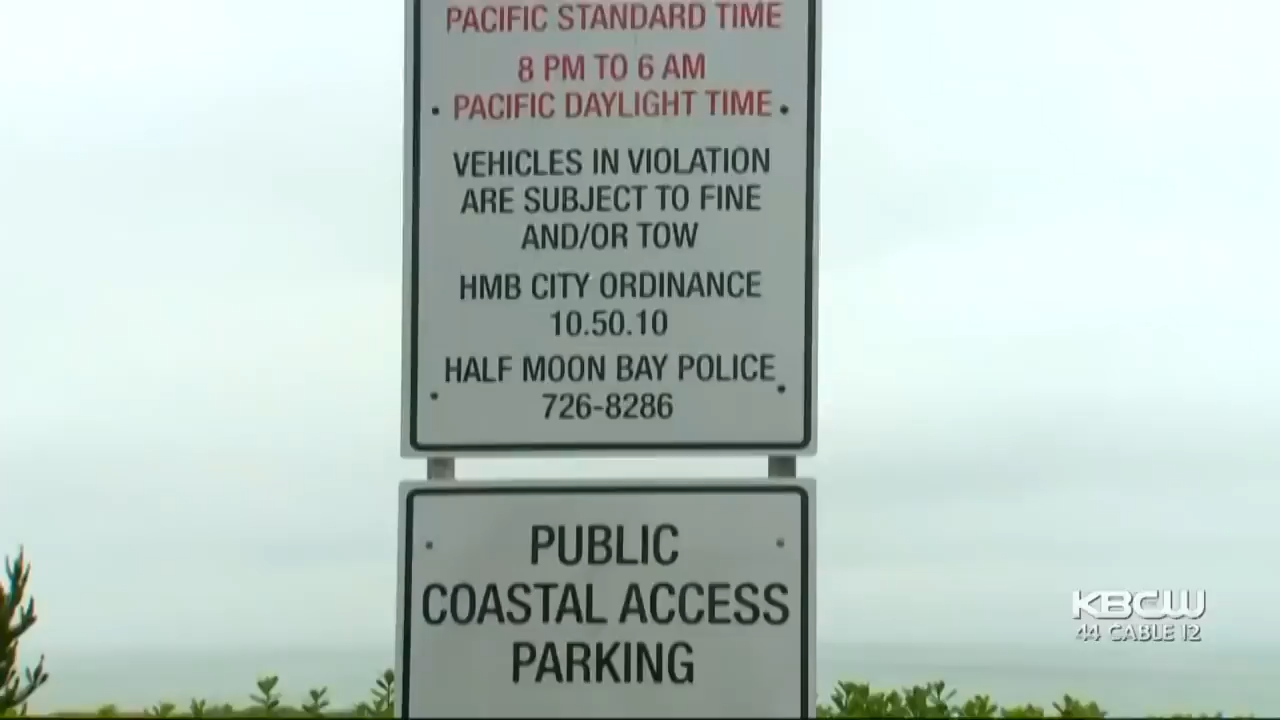 PACIFIC STANDARD TIME
8 PM TO 6 AM
PACIFIC DAYLIGHT TIME
VEHICLES IN VIOLATION
ARE SUBJECT TO FINE
AND/OR TOW
HMB CITY ORDINANCE
10.50.10
HALF MOON BAY POLICE
726-8286
PUBLIC
COASTAL ACCESS
PARKING
KBCW
44 CABLE 12